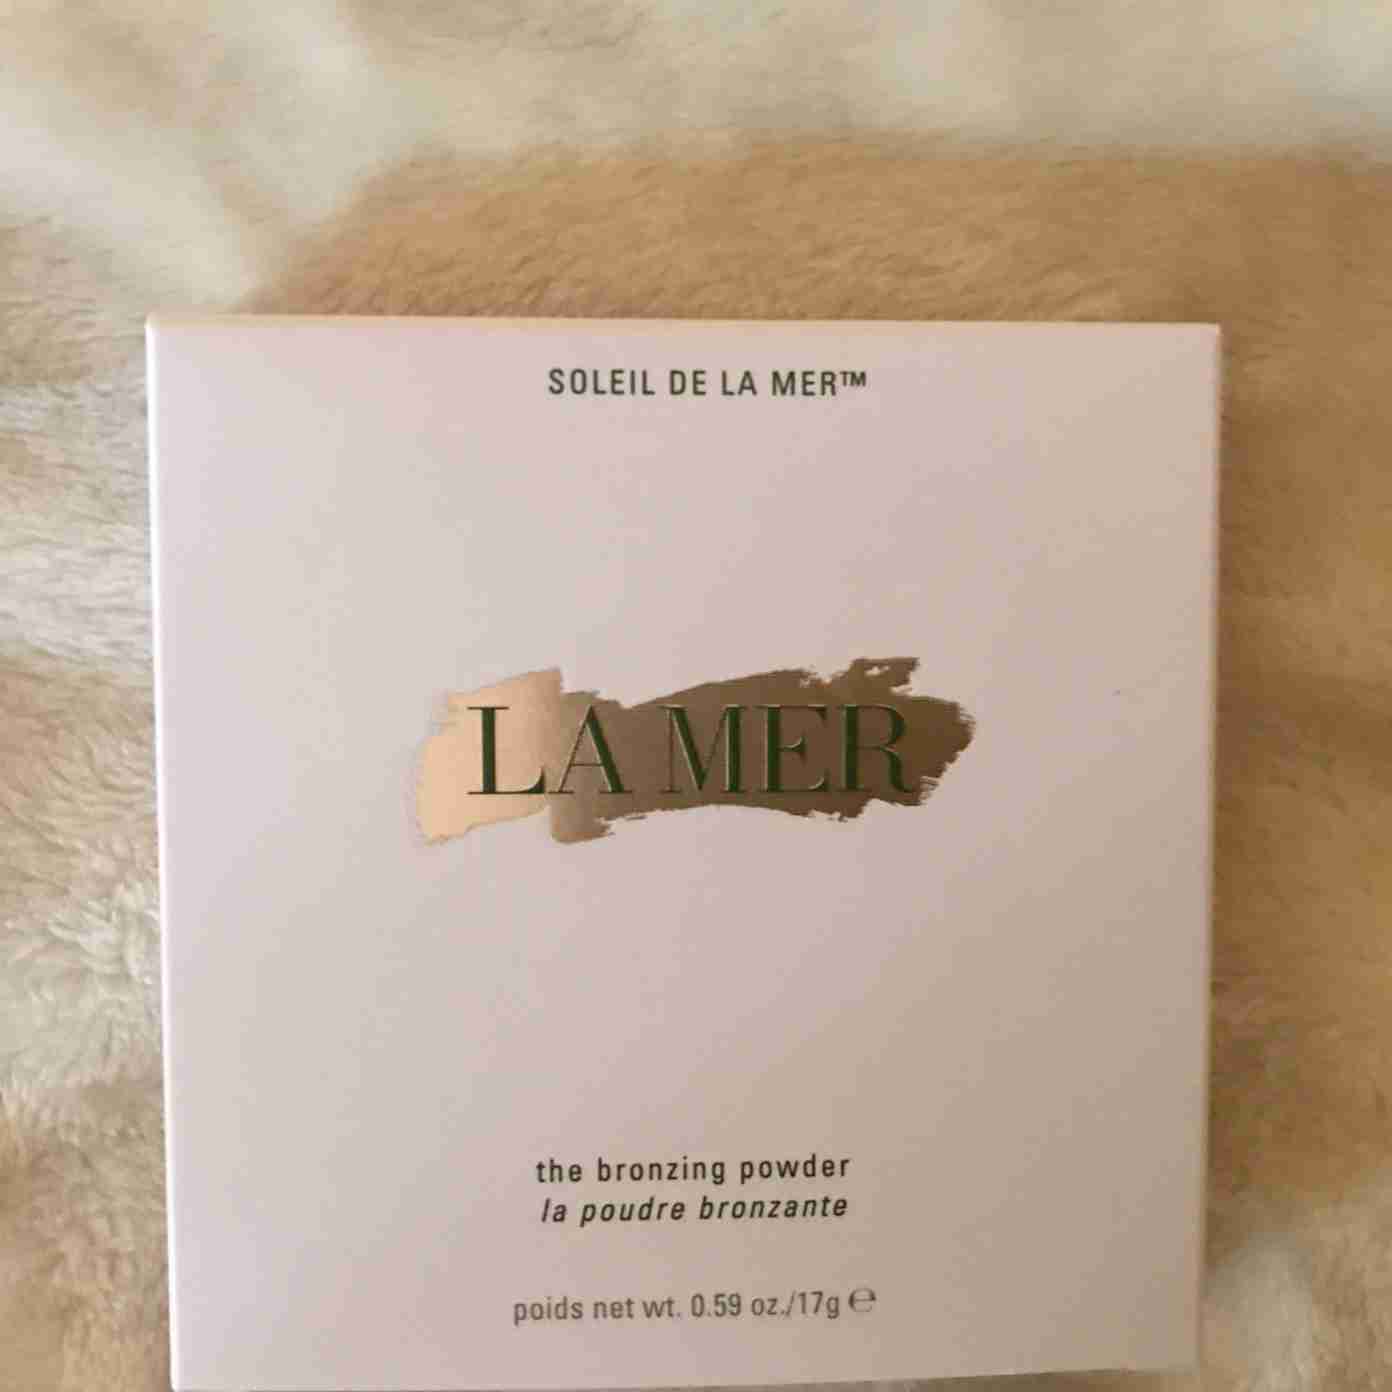 SOLEIL DE LA MER™
LA MER
the bronzing powder
la poudre bronzante
poids net wt. 0.59 oz./17g ℮